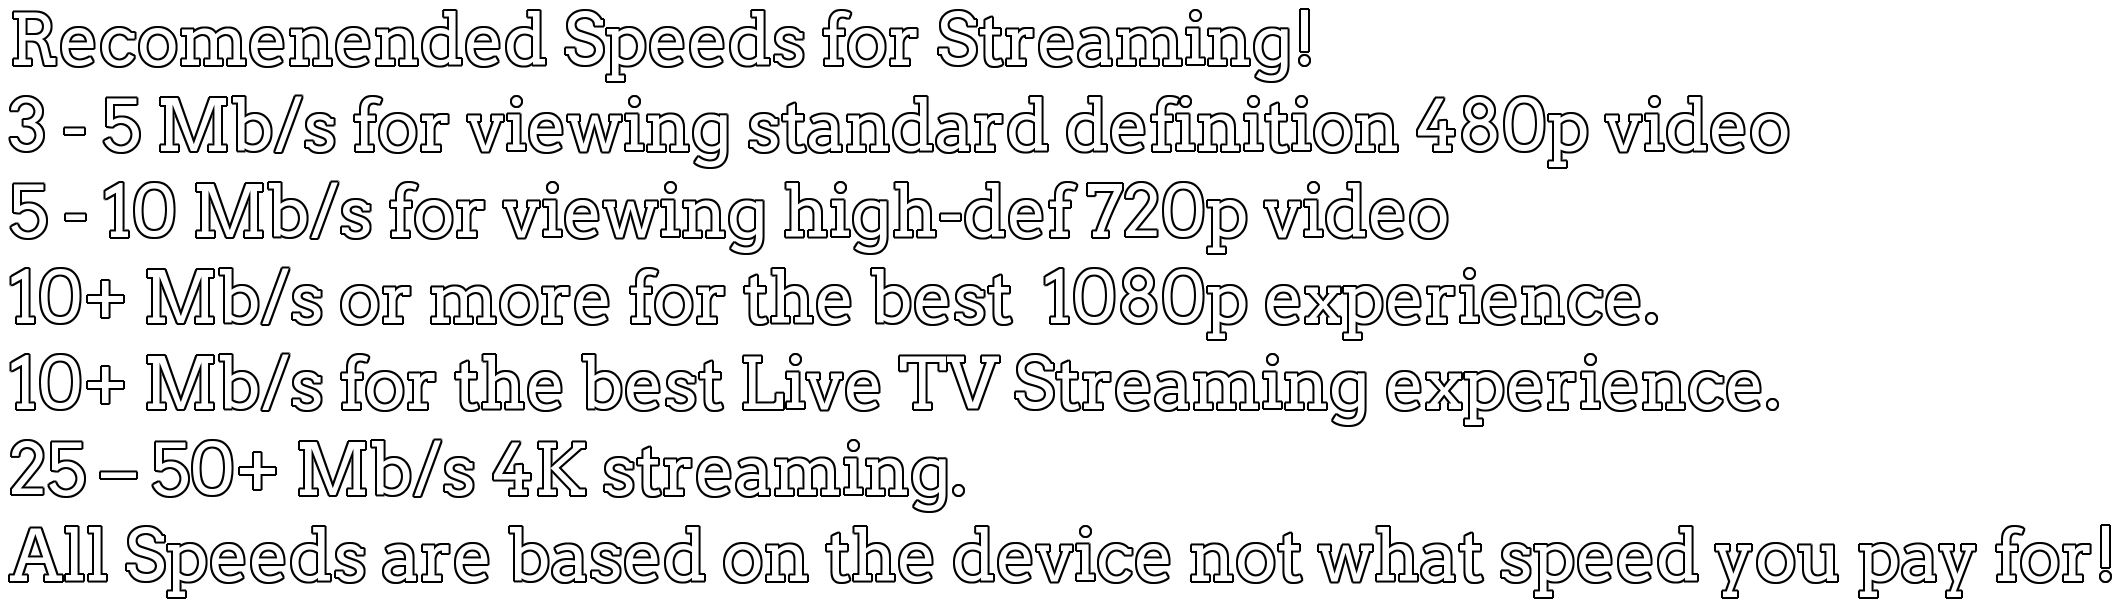 Recomenended Speeds for Streaming!
3 - 5 Mb/s for viewing standard definition 480p video
5 - 10 Mb/s for viewing high-def 720p video
10+ Mb/s or more for the best  1080p experience.
10+ Mb/s for the best Live TV Streaming experience.
25 – 50+ Mb/s 4K streaming.
All Speeds are based on the device not what speed you pay for!